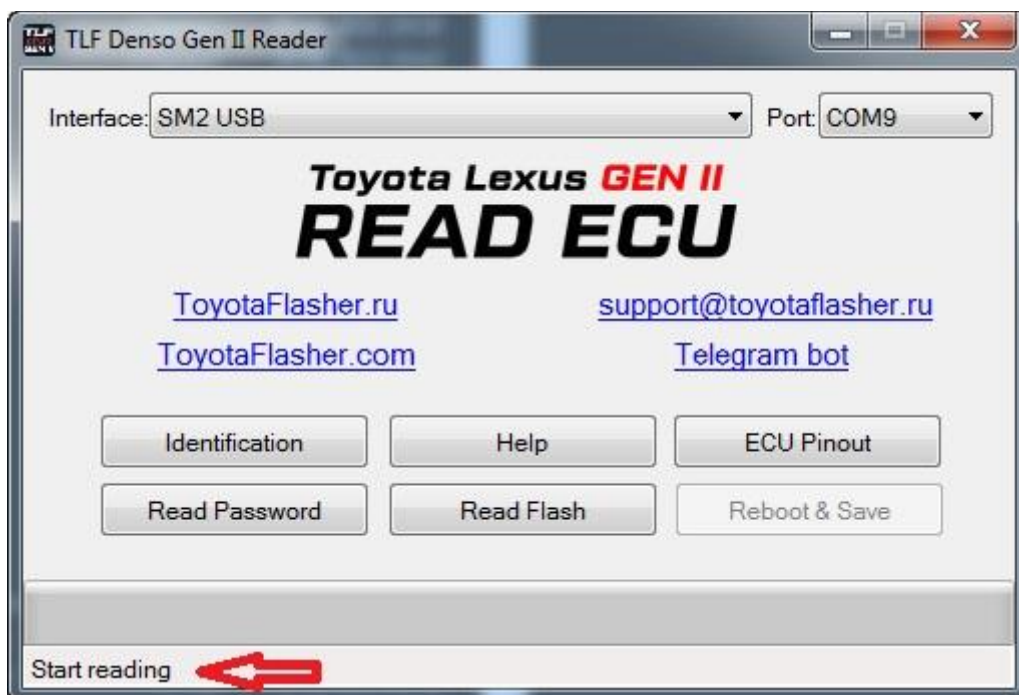 TLF Denso Gen II Reader
Interface: SM2 USB Port: COM9
Toyota Lexus GEN II
READ ECU
ToyotaFlasher.ru support@toyotaflasher.ru
ToyotaFlasher.com Telegram bot
Identification Help ECU Pinout
Read Password Read Flash Reboot & Save
Start reading